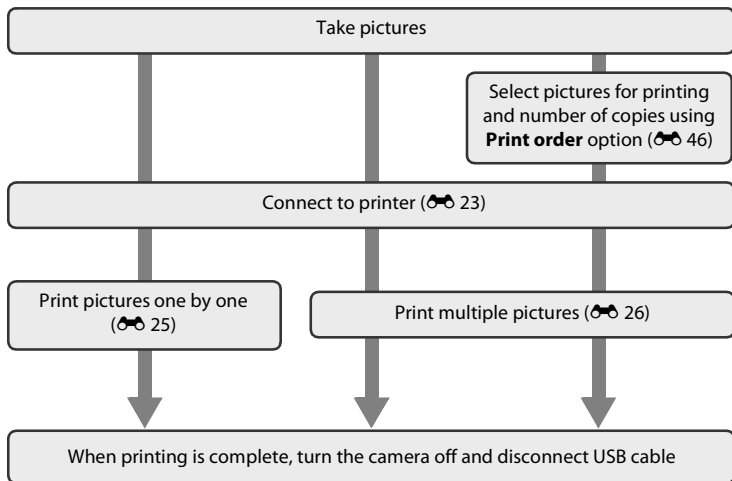 Take pictures
Select pictures for printing
and number of copies using
Print order option (46)
Connect to printer (23)
Print pictures one by one
(25)
Print multiple pictures (26)
When printing is complete, turn the camera off and disconnect USB cable